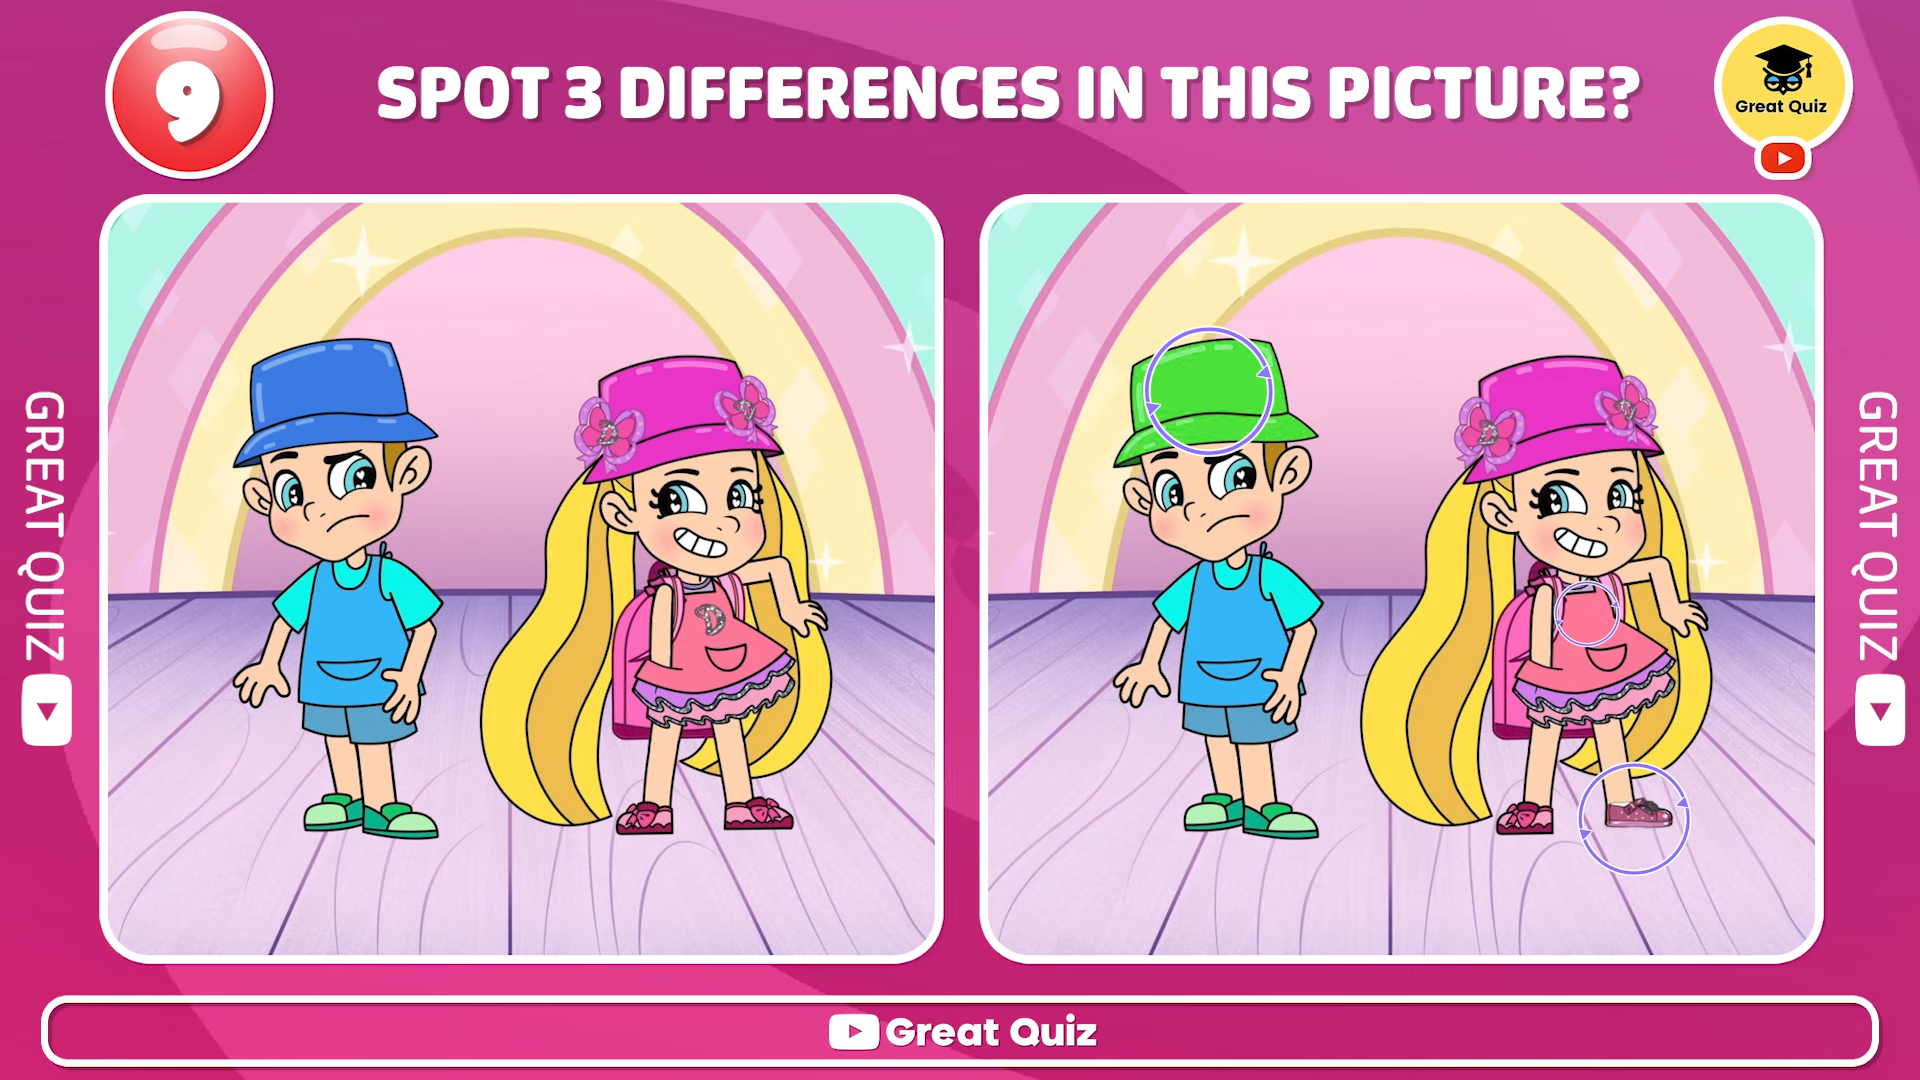 9
SPOT 3 DIFFERENCES IN THIS PICTURE?
Great Quiz
GREAT QUIZ
D
GREAT QUIZ
Great Quiz